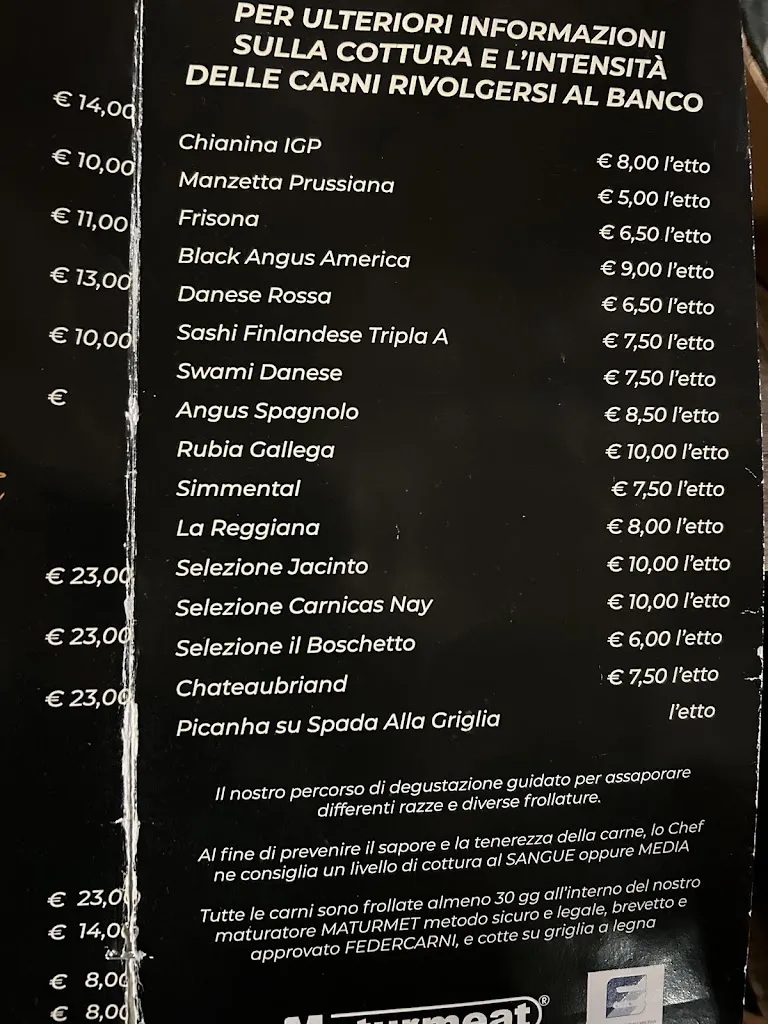 PER ULTERIORI INFORMAZIONI
SULLA COTTURA E L'INTENSITÀ
DELLE CARNI RIVOLGERSI AL BANCO
€ 14,00
€ 10,00
€ 11,00
€ 13,00
€ 10,00
€
€ 23,00
€ 23,00
€ 23,00
€ 23,00
€ 14,00
€ 8,00
€ 8,00
Chianina IGP € 8,00 l'etto
Manzetta Prussiana € 5,00 l'etto
Frisona € 6,50 l'etto
Black Angus America € 9,00 l'etto
Danese Rossa € 6,50 l'etto
Sashi Finlandese Tripla A € 7,50 l'etto
Swami Danese € 7,50 l'etto
Angus Spagnolo € 8,50 l'etto
Rubia Gallega € 10,00 l'etto
Simmental € 7,50 l'etto
La Reggiana € 8,00 l'etto
Selezione Jacinto € 10,00 l'etto
Selezione Carnicas Nay € 10,00 l'etto
Selezione il Boschetto € 6,00 l'etto
Chateaubriand € 7,50 l'etto
Picanha su Spada Alla Griglia l'etto
Il nostro percorso di degustazione guidato per assaporare
differenti razze e diverse frollature.
Al fine di prevenire il sapore e la tenerezza della carne, lo Chef
ne consiglia un livello di cottura al SANGUE oppure MEDIA
Tutte le carni sono frollate almeno 30 gg all'interno del nostro
maturatore MATURMET metodo sicuro e legale, brevetto e
approvato FEDERCARNI, e cotte su griglia a legna
Maturmeat®